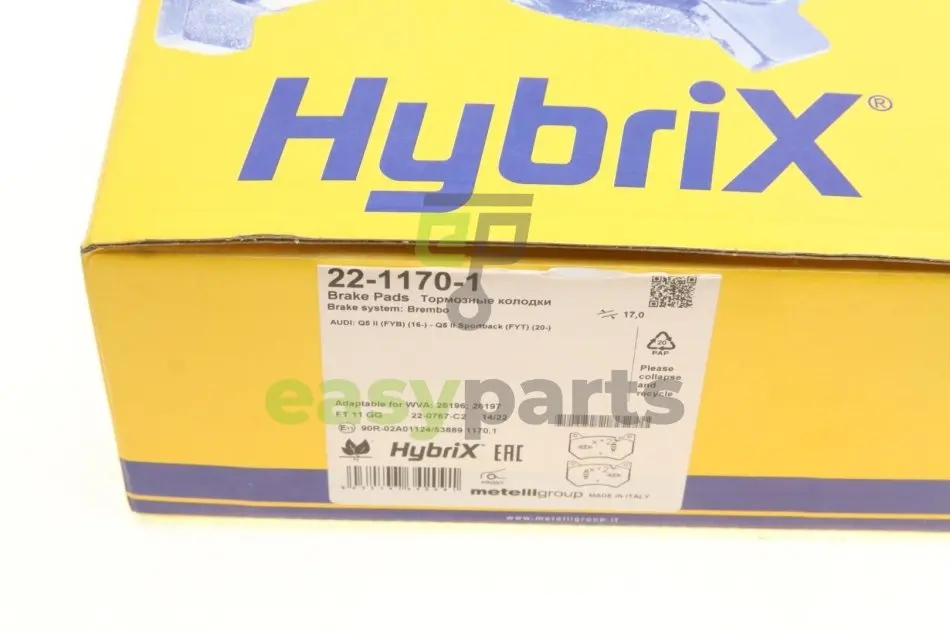 HybriX®
22-1170-1
Brake Pads Тормозные колодки
Brake system: Brembo
17,0
AUDI: Q5 II (FYB) (16-) - Q5 II Sportback (FYT) (20-)
20
PAP
Please
collapse
and
recycle
easyparts
Adaptable for WVA: 26196; 26197
FT 11 GG 22-0767-C2 14/22
E11 90R-02A01124/53889 1170.1
HybriX EAC
FRONT
metelligroup MADE IN ITALY
www.metelligroup.it